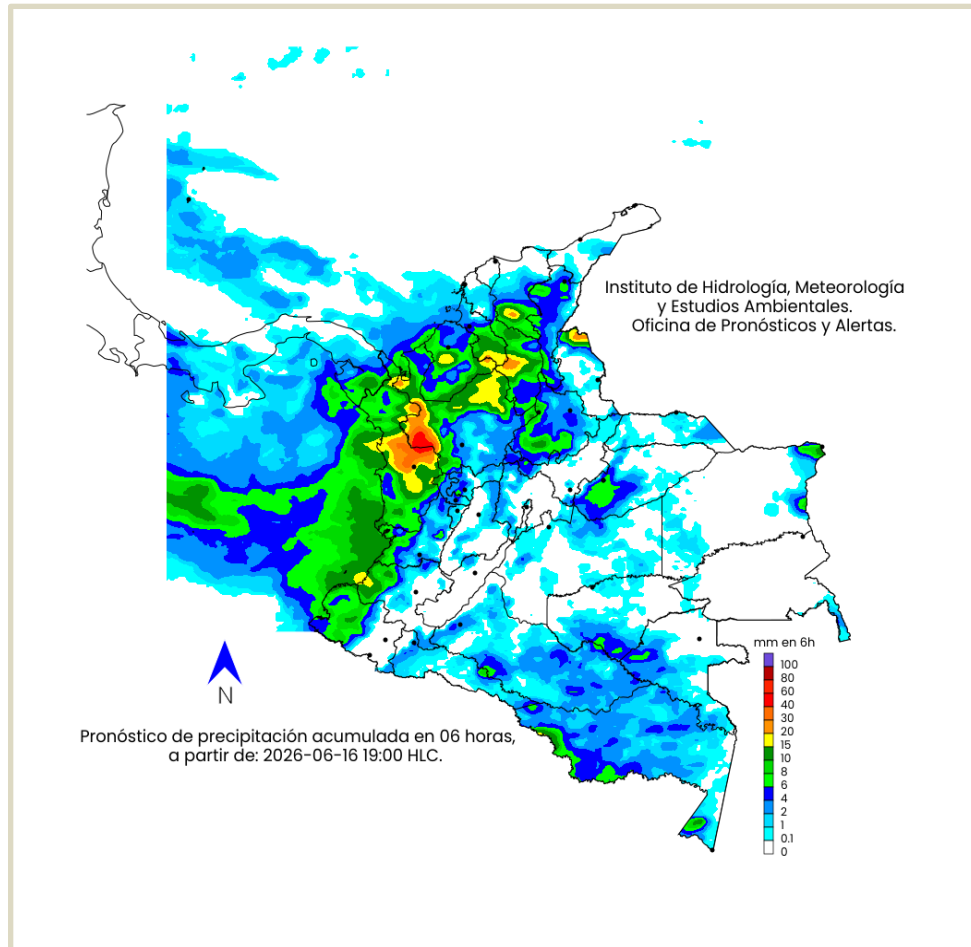 Instituto de Hidrología, Meteorología
y Estudios Ambientales.
Oficina de Pronósticos y Alertas.
mm en 6h
100
80
60
40
30
20
15
10
8
6
4
2
1
0.1
0
N
Pronóstico de precipitación acumulada en 06 horas,
a partir de: 2026-06-16 19:00 HLC.